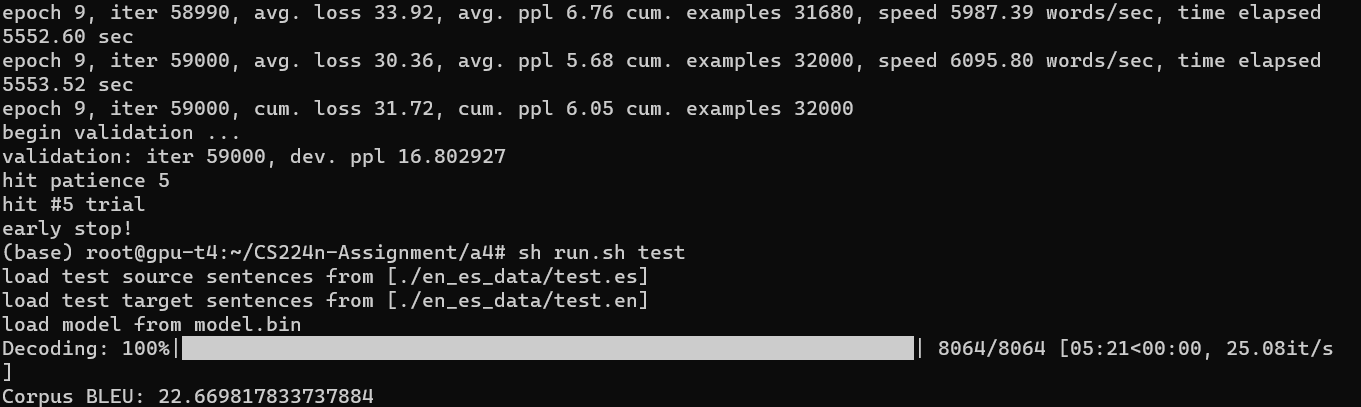 epoch 9, iter 58990, avg. loss 33.92, avg. ppl 6.76 cum. examples 31680, speed 5987.39 words/sec, time elapsed
5552.60 sec
epoch 9, iter 59000, avg. loss 30.36, avg. ppl 5.68 cum. examples 32000, speed 6095.80 words/sec, time elapsed
5553.52 sec
epoch 9, iter 59000, cum. loss 31.72, cum. ppl 6.05 cum. examples 32000
begin validation ...
validation: iter 59000, dev. ppl 16.802927
hit patience 5
hit #5 trial
early stop!
(base) root@gpu-t4:~/CS224n-Assignment/a4# sh run.sh test
load test source sentences from [./en_es_data/test.es]
load test target sentences from [./en_es_data/test.en]
load model from model.bin
Decoding: 100%|██████████| 8064/8064 [05:21<00:00, 25.08it/s
]
Corpus BLEU: 22.669817833737884